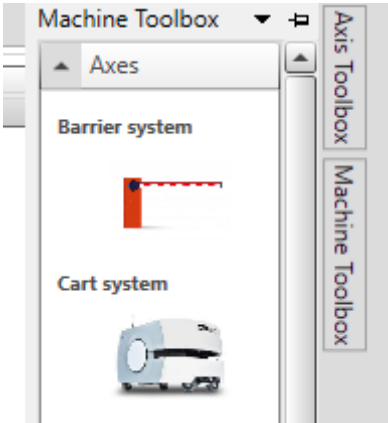 Machine Toolbox
Axes
Barrier system
Cart system
Axis Toolbox
Machine Toolbox